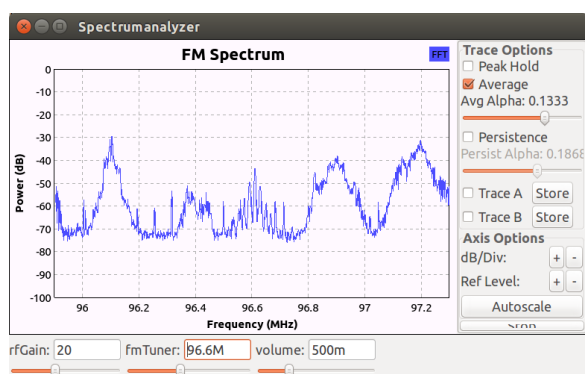 Spectrumanalyzer
FM Spectrum
FFT
0
-10
-20
-30
-40
-50
-60
-70
-80
-90
-100
Power (dB)
96
96.2
96.4
96.6
96.8
97
97.2
Frequency (MHz)
Trace Options
Peak Hold
Average
Avg Alpha: 0.1333
Persistence
Persist Alpha: 0.1868
Trace A Store
Trace B Store
Axis Options
dB/Div: + -
Ref Level: + -
Autoscale
Stop
rfGain: 20 fmTuner: 96.6M volume: 500m